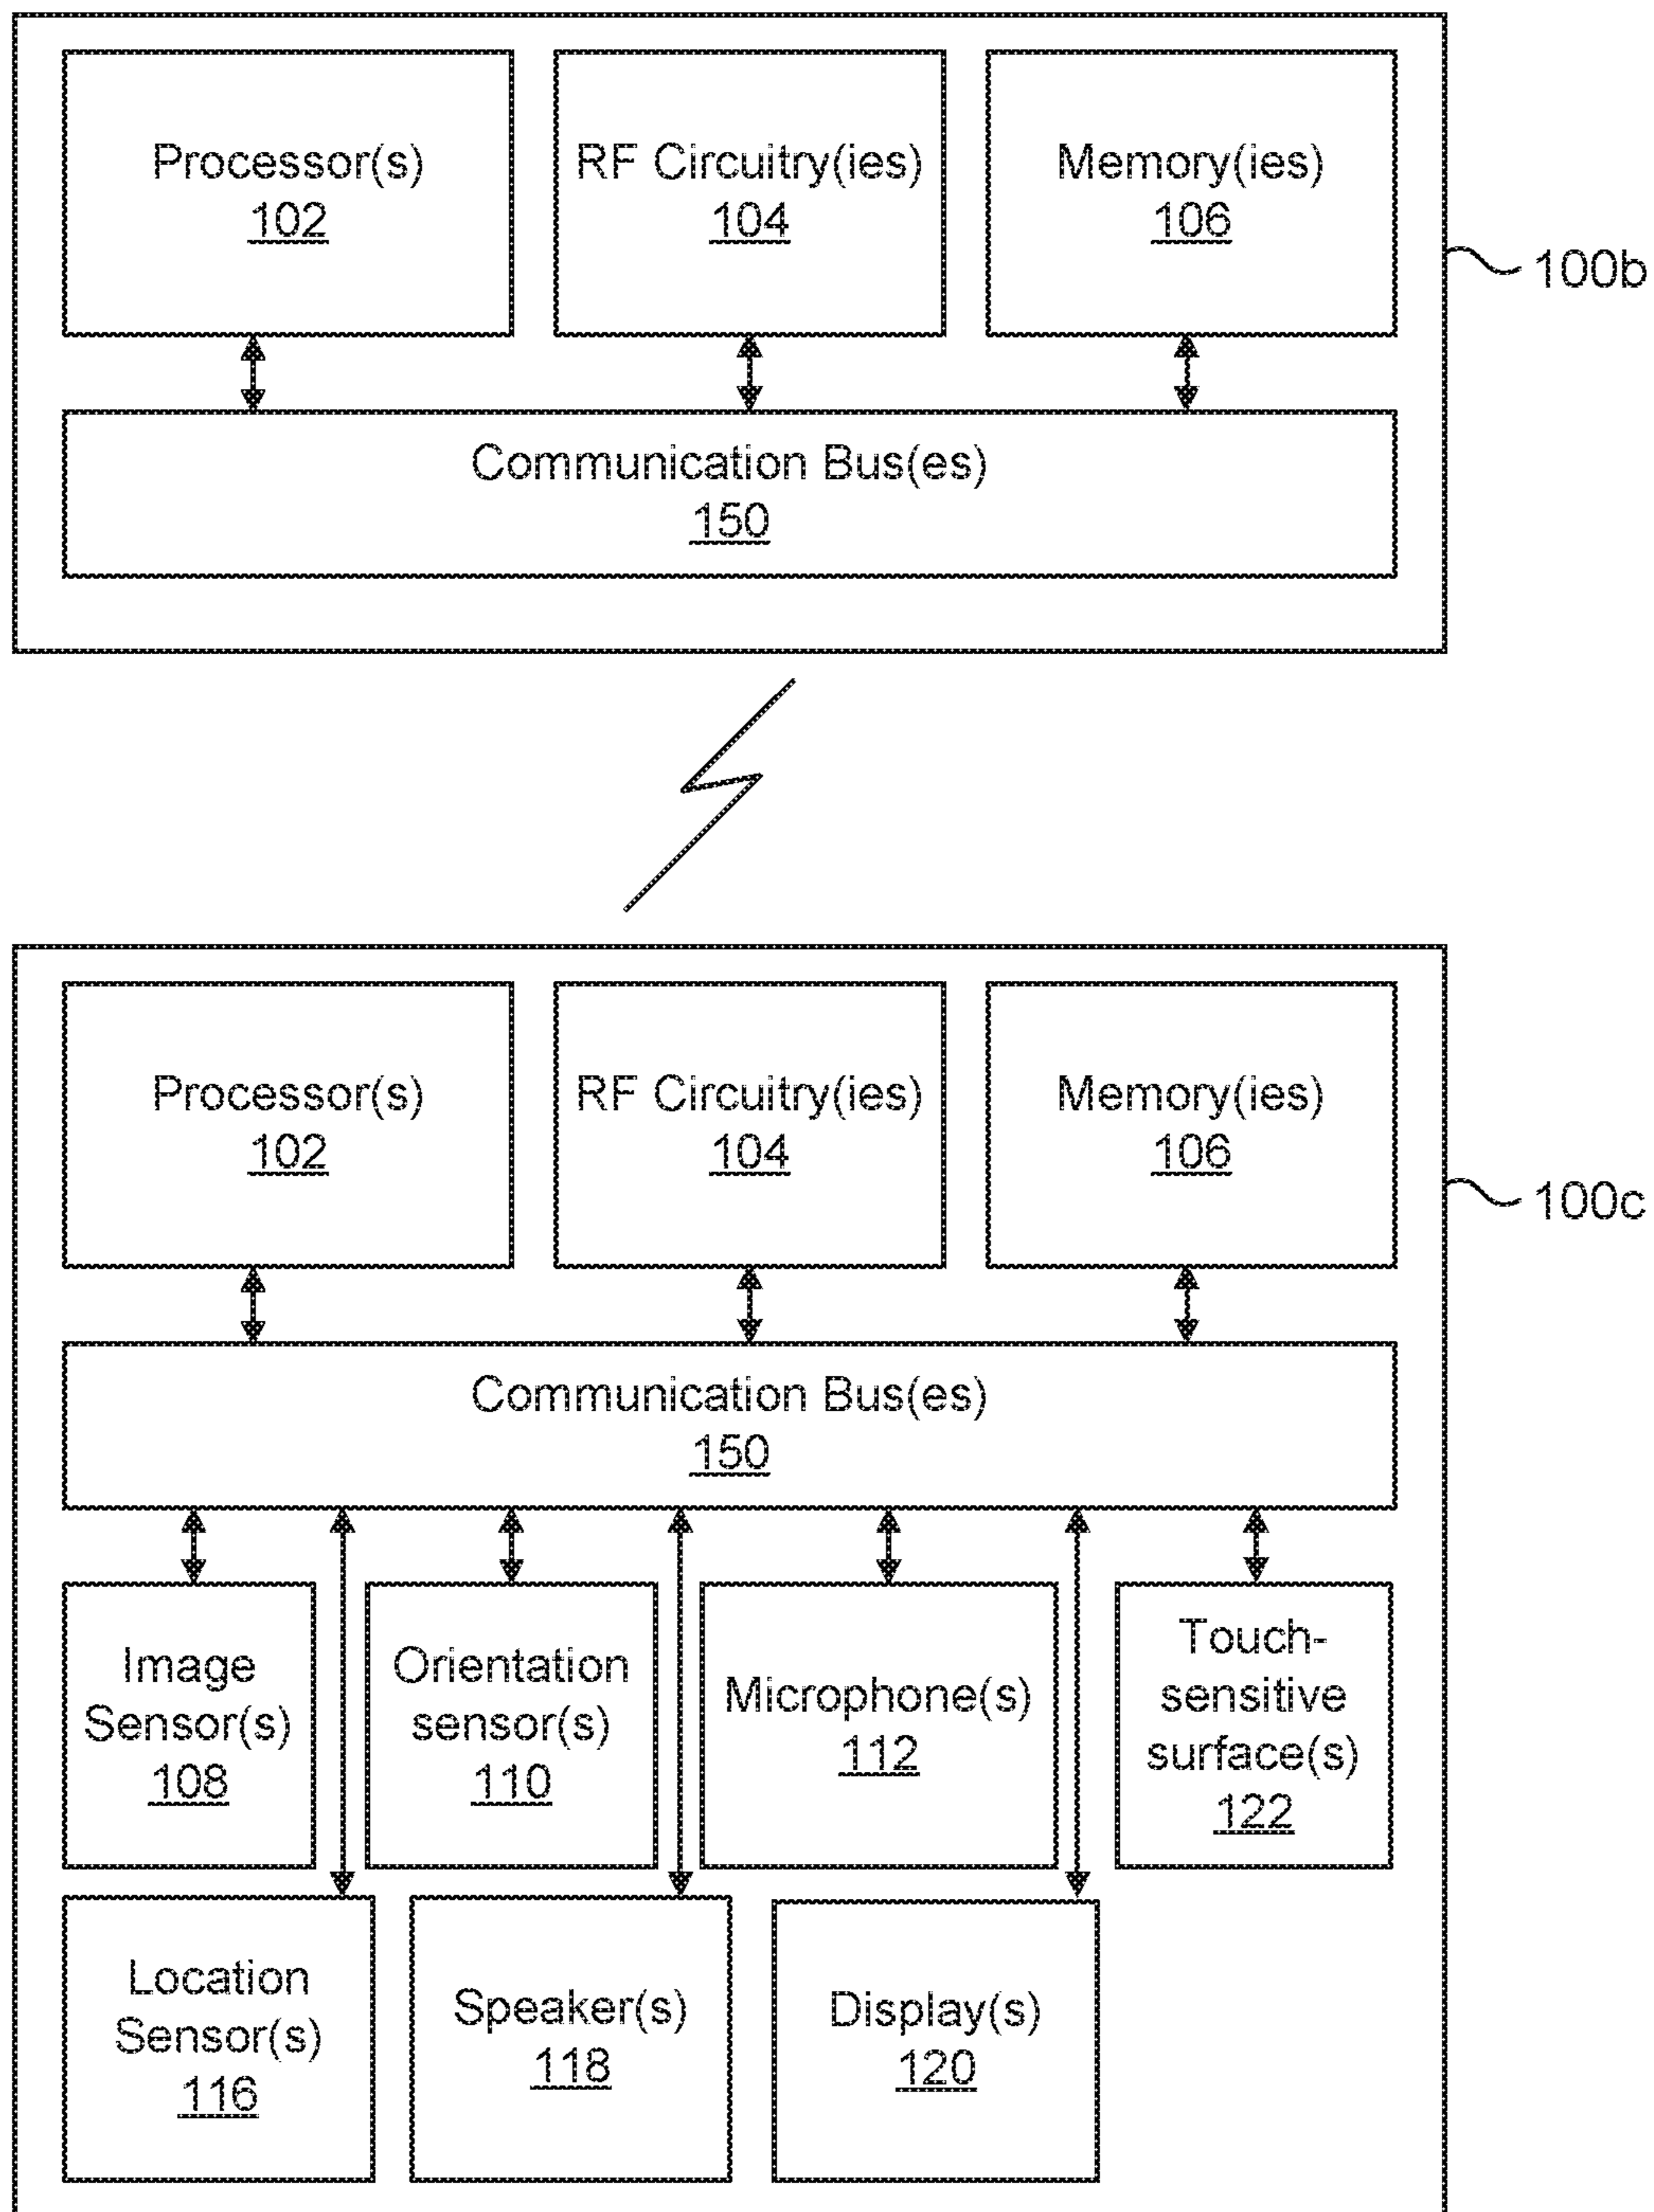 Processor(s)
102
RF Circuitry(ies)
104
Memory(ies)
106
100b
Communication Bus(es)
150
Processor(s)
102
RF Circuitry(ies)
104
Memory(ies)
106
100c
Communication Bus(es)
150
Image
Sensor(s)
108
Orientation
sensor(s)
110
Microphone(s)
112
Touch-
sensitive
surface(s)
122
Location
Sensor(s)
116
Speaker(s)
118
Display(s)
120